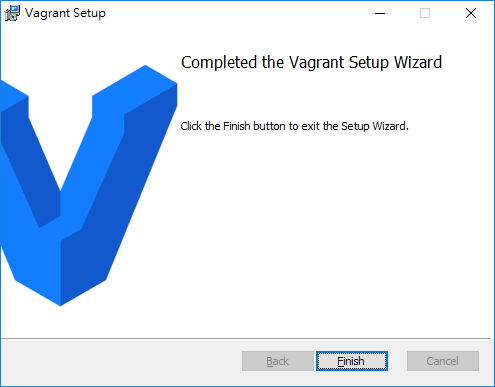 Vagrant Setup
Completed the Vagrant Setup Wizard
Click the Finish button to exit the Setup Wizard.
Back
Finish
Cancel